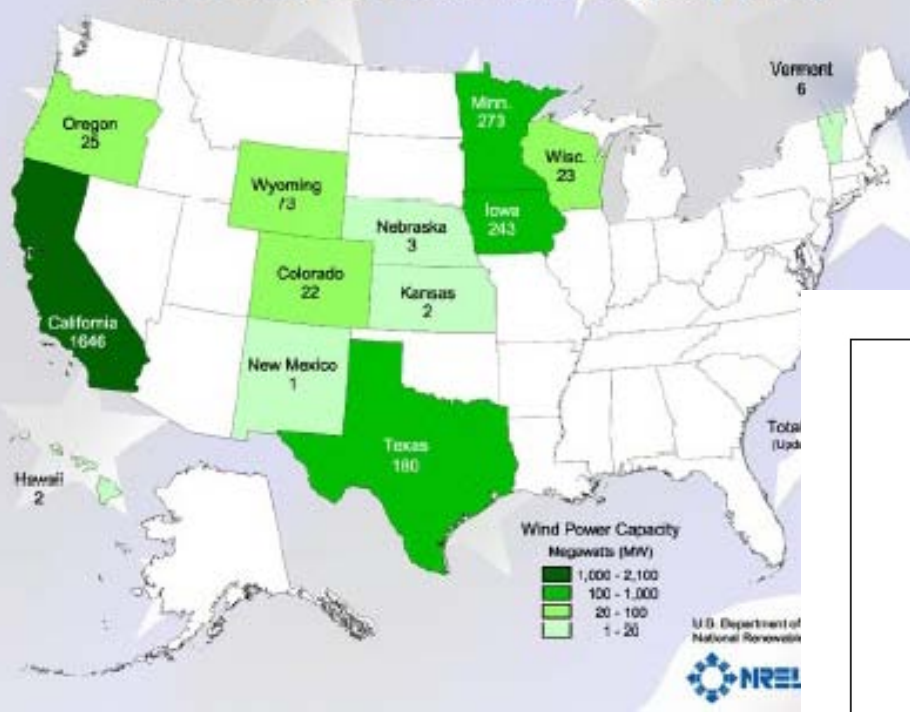 Vermont
6
Minn.
273
Oregon
25
Wisc.
23
Wyoming
73
Iowa
243
Nebraska
3
Colorado
22
Kansas
2
California
1646
New Mexico
1
Texas
180
Hawaii
2
Total
(Upda
Wind Power Capacity
Megawatts (MW)
1,000 - 2,100
100 - 1,000
20 - 100
1 - 20
U.S. Department of
National Renewable
NREL